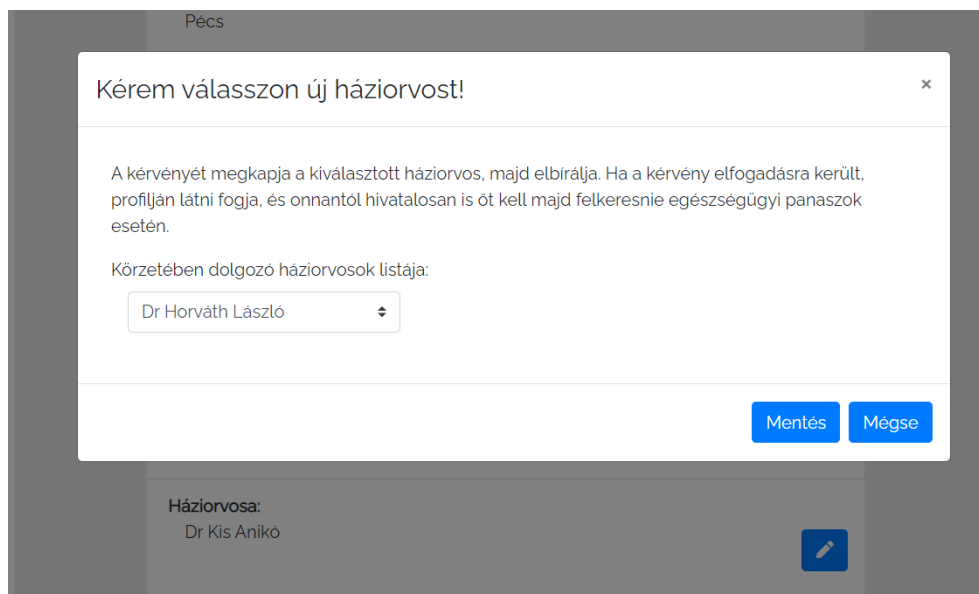 Pécs
Kérem válasszon új háziorvost!
×
A kérvényét megkapja a kiválasztott háziorvos, majd elbírálja. Ha a kérvény elfogadásra került,
profilján látni fogja, és onnantól hivatalosan is őt kell majd felkeresnie egészségügyi panaszok
esetén.
Körzetében dolgozó háziorvosok listája:
Dr Horváth László
Mentés
Mégse
Háziorvosa:
Dr Kis Anikó